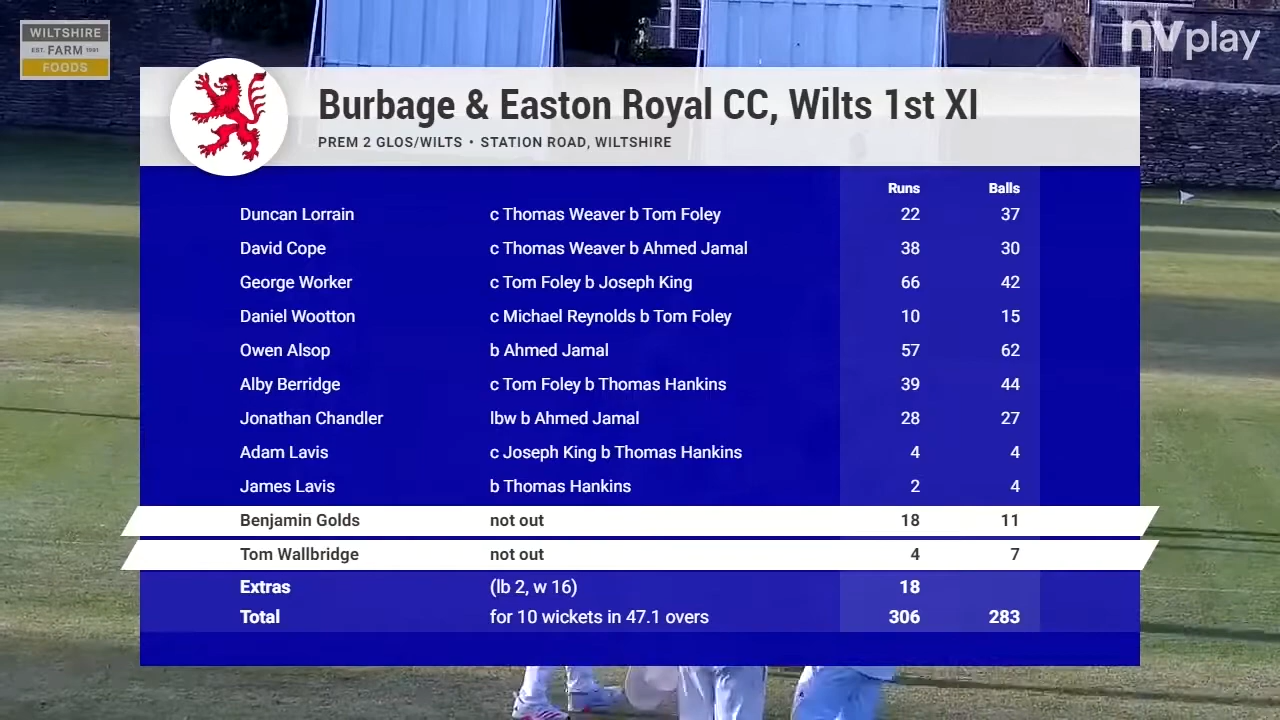 WILTSHIRE
EST. FARM 1991
FOODS
nvplay
Burbage & Easton Royal CC, Wilts 1st XI
PREM 2 GLOS/WILTS • STATION ROAD, WILTSHIRE
Runs Balls
Duncan Lorrain c Thomas Weaver b Tom Foley 22 37
David Cope c Thomas Weaver b Ahmed Jamal 38 30
George Worker c Tom Foley b Joseph King 66 42
Daniel Wootton c Michael Reynolds b Tom Foley 10 15
Owen Alsop b Ahmed Jamal 57 62
Alby Berridge c Tom Foley b Thomas Hankins 39 44
Jonathan Chandler lbw b Ahmed Jamal 28 27
Adam Lavis c Joseph King b Thomas Hankins 4 4
James Lavis b Thomas Hankins 2 4
Benjamin Golds not out 18 11
Tom Wallbridge not out 4 7
Extras (lb 2, w 16) 18
Total for 10 wickets in 47.1 overs 306 283